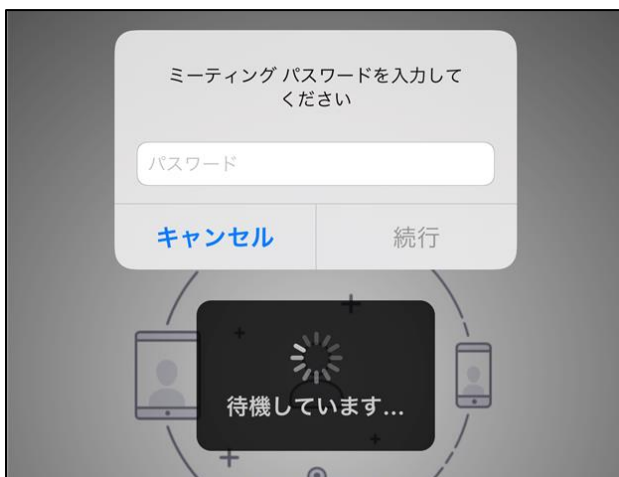 ミーティング パスワードを入力して
ください
パスワード
キャンセル
続行
待機しています...